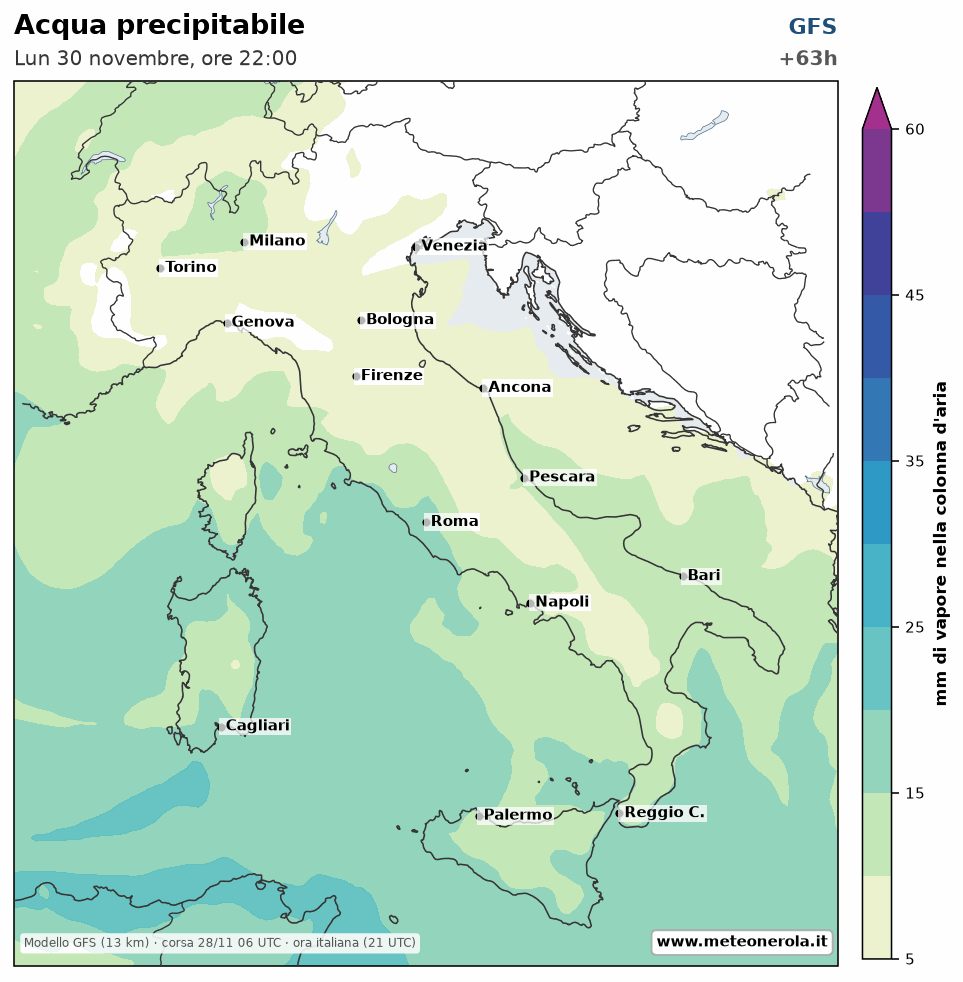 Acqua precipitabile
GFS
Lun 30 novembre, ore 22:00
+63h
60
45
35
25
15
5
mm di vapore nella colonna d'aria
Venezia
Milano
Torino
Genova
Bologna
Firenze
Ancona
Pescara
Roma
Bari
Napoli
Cagliari
Palermo
Reggio C.
Modello GFS (13 km) · corsa 28/11 06 UTC · ora italiana (21 UTC)
www.meteonerola.it